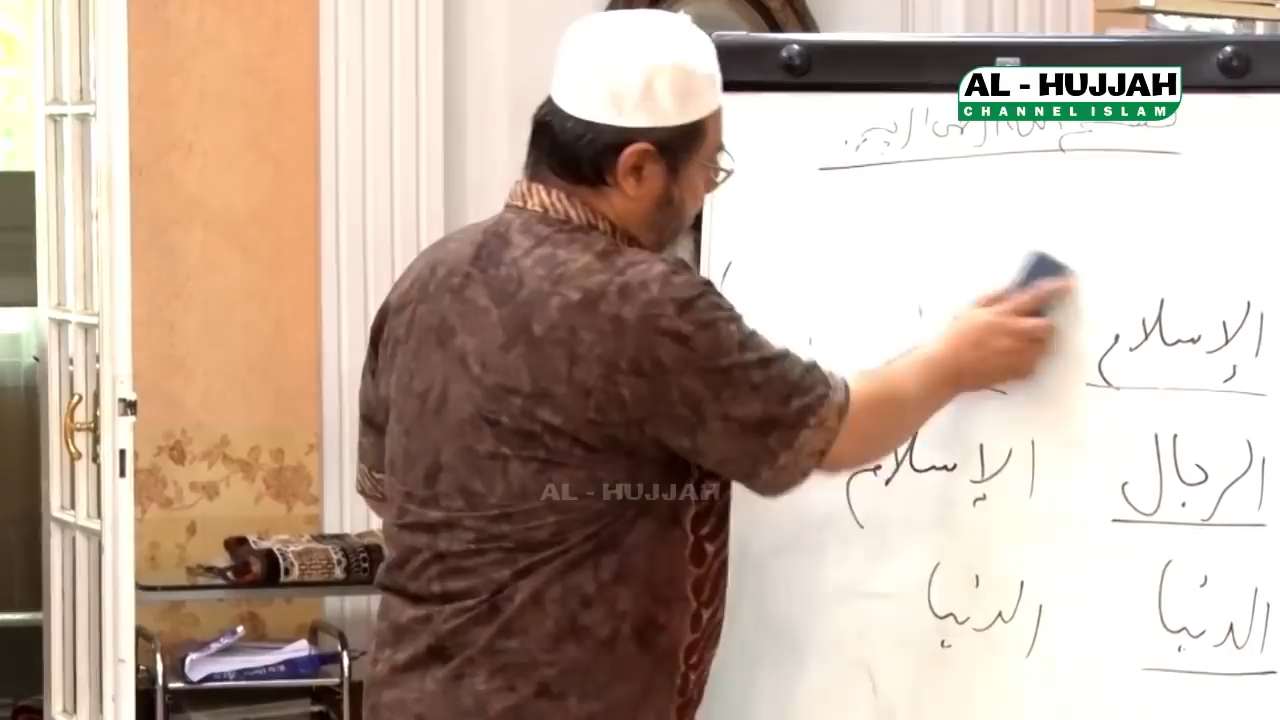 AL - HUJJAH
CHANNEL ISLAM
الإسلام
الرجال الإسلام
AL - HUJJAH
الدنيا الدنيا